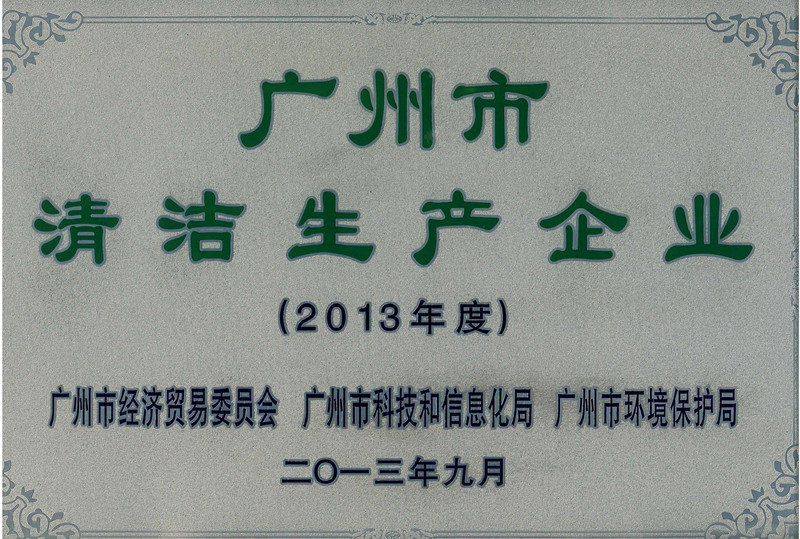 广州市
清洁生产企业
(2013年度)
广州市经济贸易委员会 广州市科技和信息化局 广州市环境保护局
二〇一三年九月